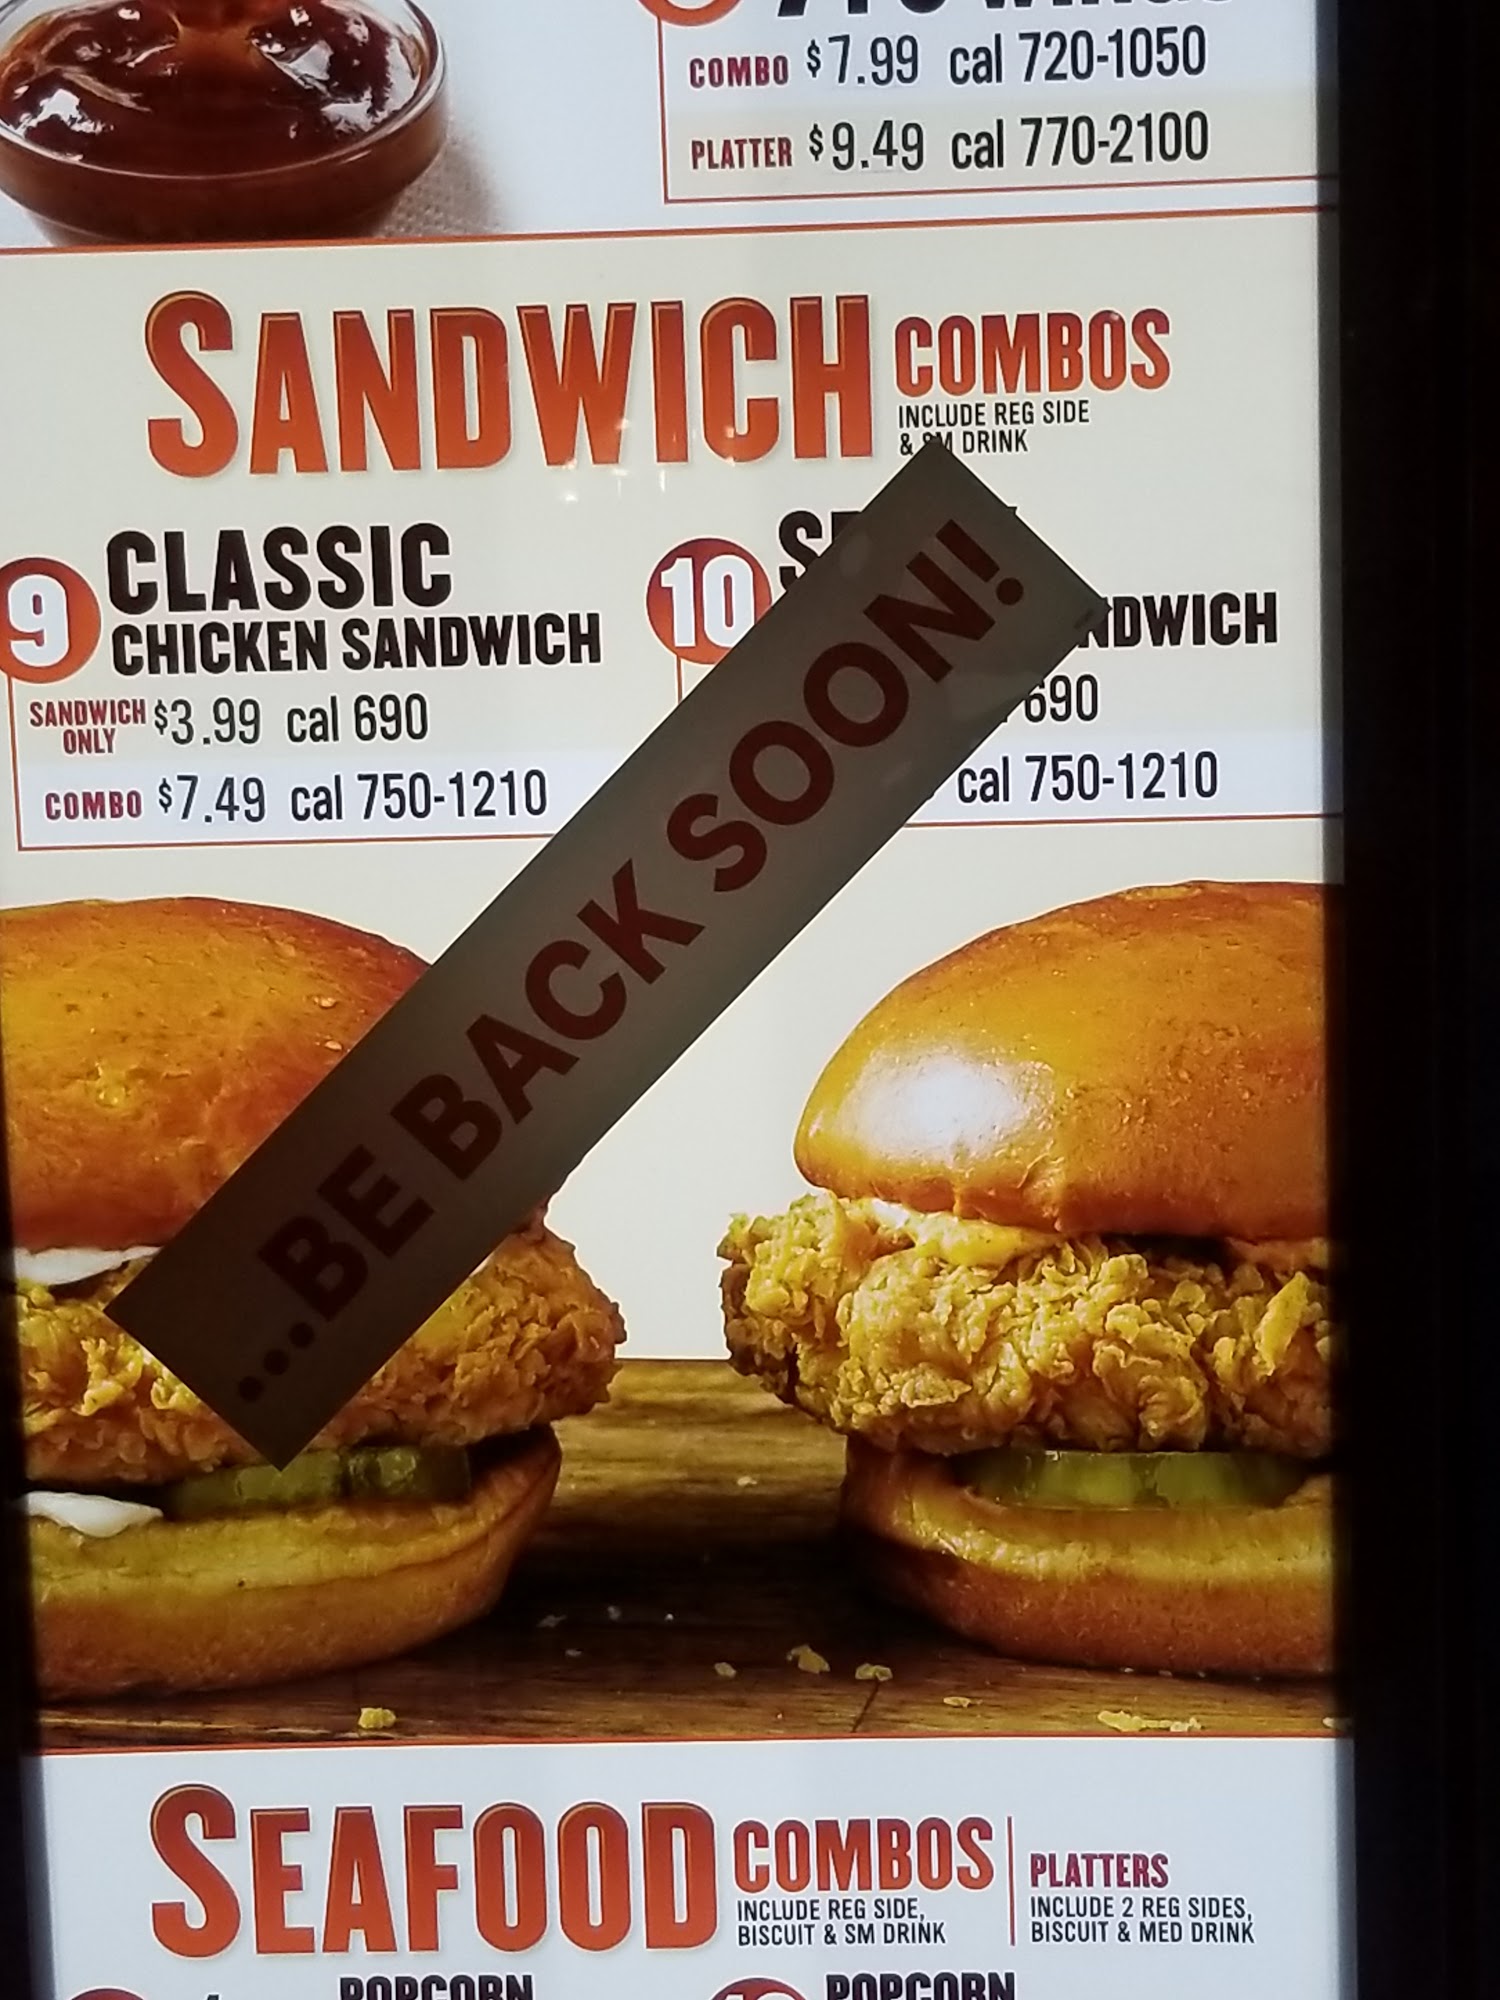 COMBO $7.99 cal 720-1050
PLATTER $9.49 cal 770-2100
SANDWICH COMBOS
INCLUDE REG SIDE
& SM DRINK
9 CLASSIC
CHICKEN SANDWICH
SANDWICH ONLY $3.99 cal 690
COMBO $7.49 cal 750-1210
10
690
cal 750-1210
...BE BACK SOON!
SEAFOOD COMBOS
INCLUDE REG SIDE,
BISCUIT & SM DRINK
PLATTERS
INCLUDE 2 REG SIDES,
BISCUIT & MED DRINK
POPCORN
POPCORN